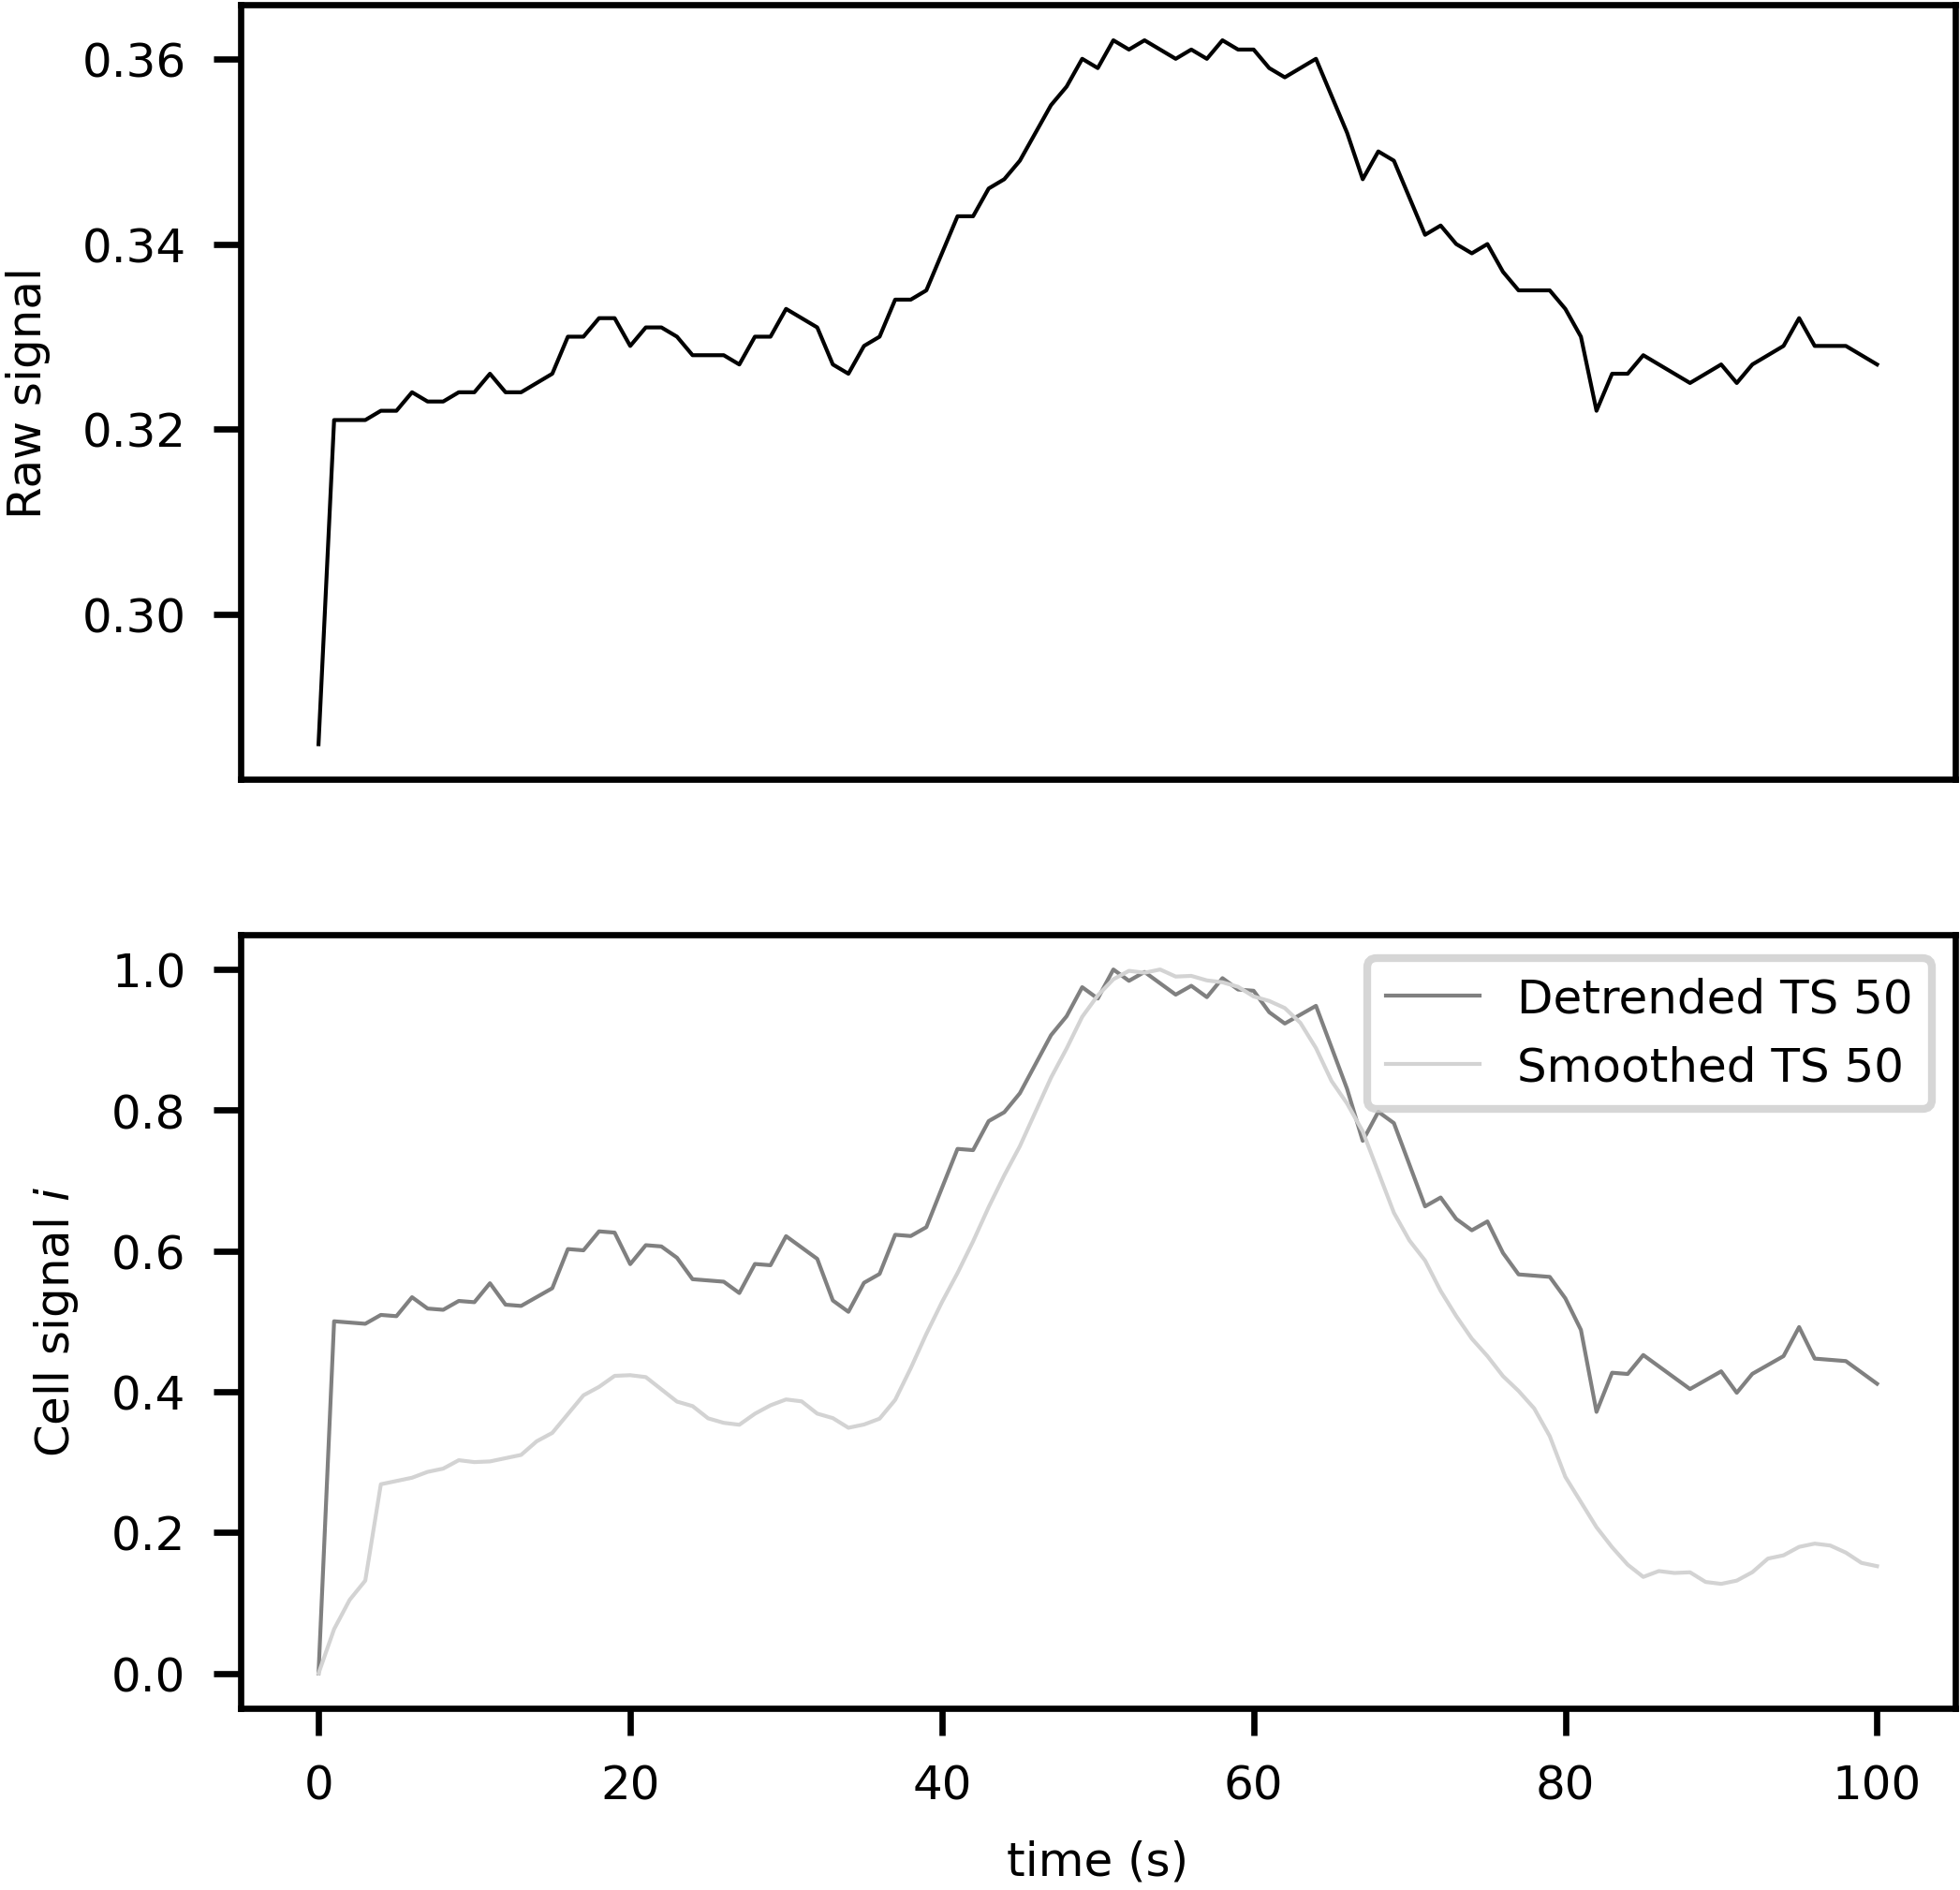 Raw signal
0.36
0.34
0.32
0.30
Cell signal i
1.0
0.8
0.6
0.4
0.2
0.0
Detrended TS 50
Smoothed TS 50
0 20 40 60 80 100
time (s)